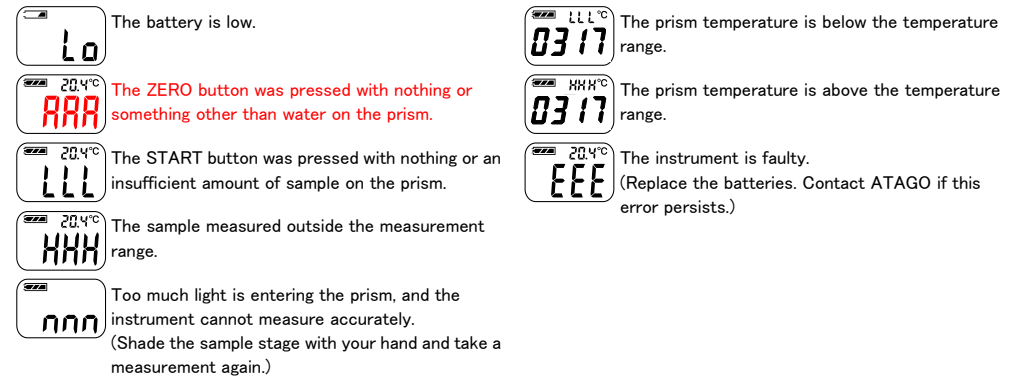 The battery is low.
Lo
20.4°C
The ZERO button was pressed with nothing or
AAA
something other than water on the prism.
20.4°C
The START button was pressed with nothing or an
LLL
insufficient amount of sample on the prism.
20.4°C
The sample measured outside the measurement
HHH
range.
Too much light is entering the prism, and the
nnn
instrument cannot measure accurately.
(Shade the sample stage with your hand and take a
measurement again.)
LLL°C
The prism temperature is below the temperature
0317
range.
HHH°C
The prism temperature is above the temperature
0317
range.
20.4°C
The instrument is faulty.
EEE
(Replace the batteries. Contact ATAGO if this
error persists.)